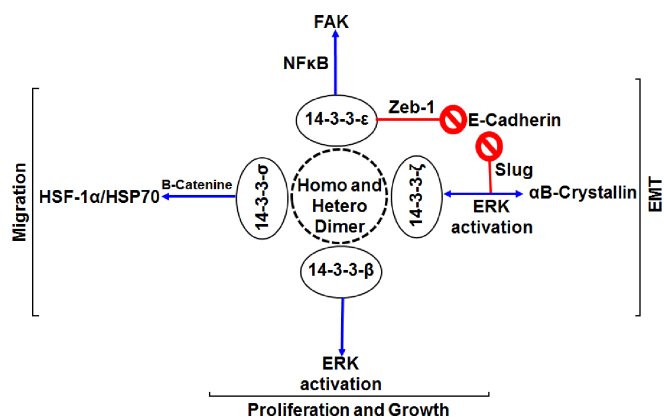 FAK
NFκB
14-3-3-ε
Zeb-1
E-Cadherin
Slug
Migration
HSF-1α/HSP70
B-Catenine
14-3-3-σ
Homo and
Hetero
Dimer
14-3-3-ζ
ERK
activation
αB-Crystallin
EMT
14-3-3-β
ERK
activation
Proliferation and Growth